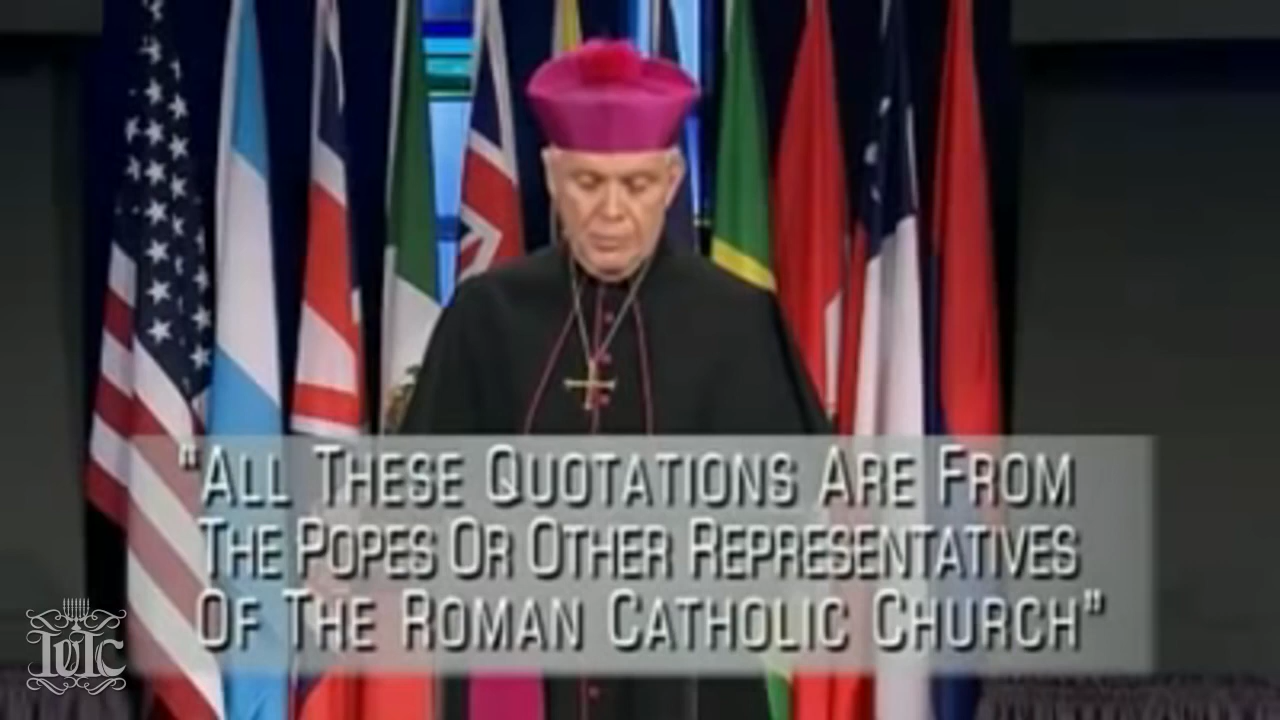 "ALL THESE QUOTATIONS ARE FROM
THE POPES OR OTHER REPRESENTATIVES
OF THE ROMAN CATHOLIC CHURCH"
IUIC